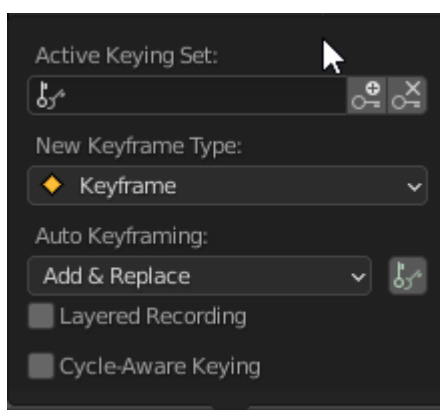 Active Keying Set:
New Keyframe Type:
Keyframe
Auto Keyframing:
Add & Replace
Layered Recording
Cycle-Aware Keying